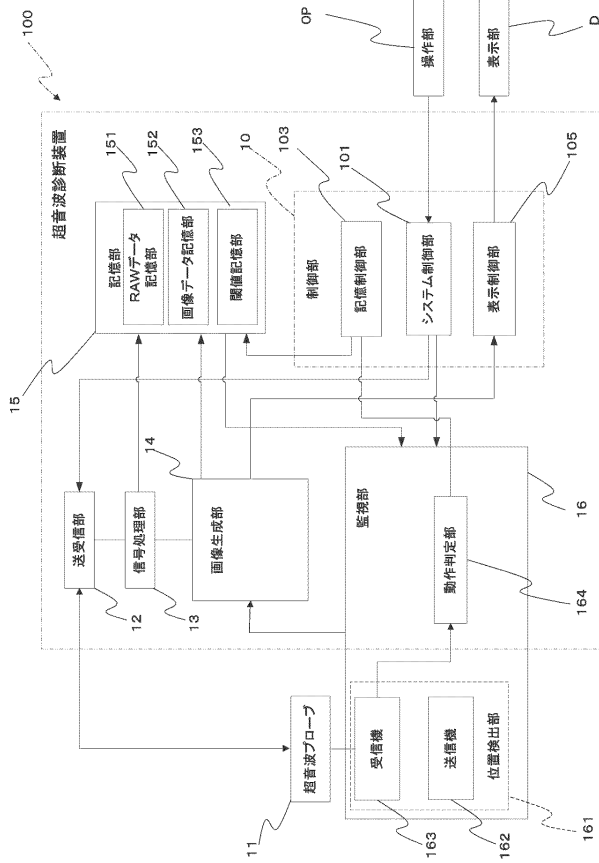 100
超音波診断装置
OP
操作部
表示部
D
15
記憶部
RAWデータ
記憶部
画像データ記憶部
閾値記憶部
151
152
153
10
制御部
記憶制御部
103
システム制御部
101
表示制御部
105
送受信部
12
信号処理部
13
画像生成部
14
監視部
16
動作判定部
164
超音波プローブ
11
受信機
163
送信機
162
位置検出部
161